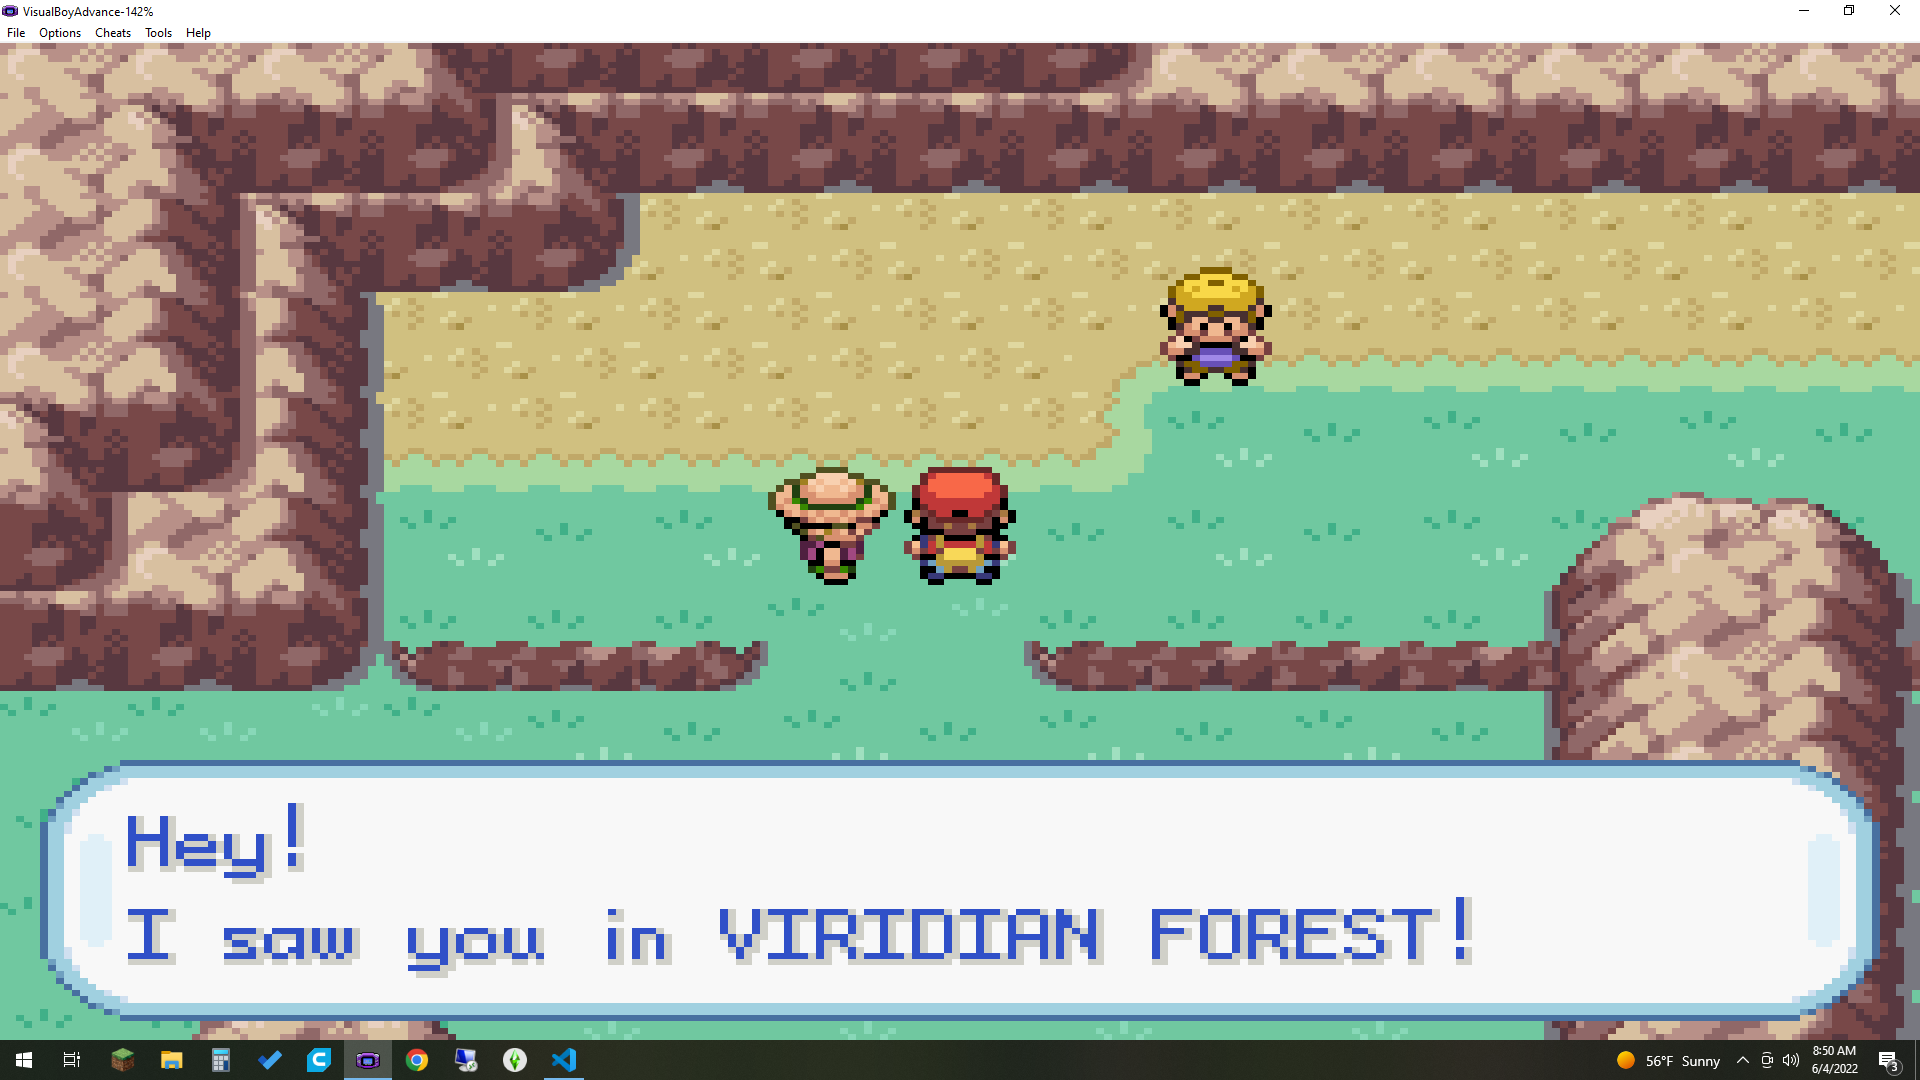 VisualBoyAdvance-142%
File Options Cheats Tools Help
Hey!
I saw you in VIRIDIAN FOREST!
56°F Sunny
8:50 AM
6/4/2022
3